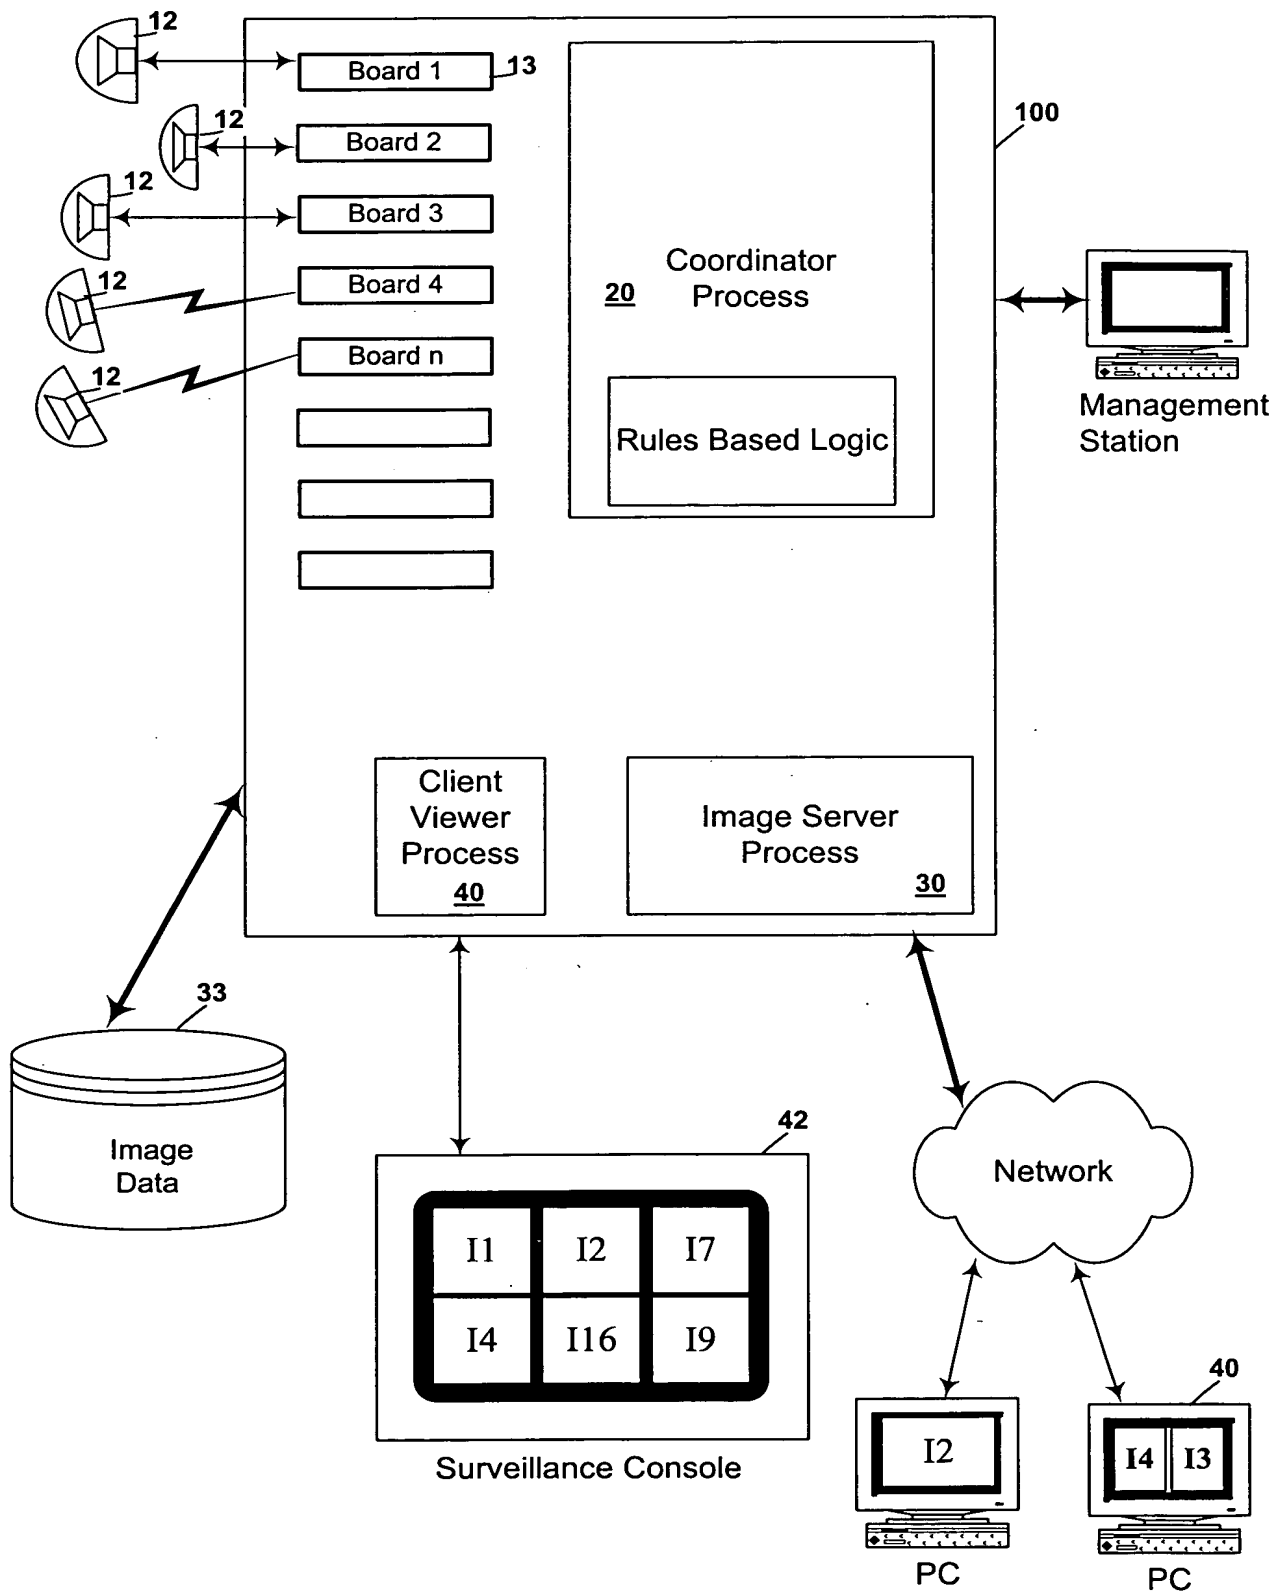 12
Board 1
13
12
Board 2
100
12
Board 3
12
Board 4
Coordinator
Process
20
12
Board n
Rules Based Logic
Management
Station
Client
Viewer
Process
40
Image Server
Process
30
33
Image
Data
42
Network
I1 I2 I7
I4 I16 I9
Surveillance Console
40
I2
I4 I3
PC
PC